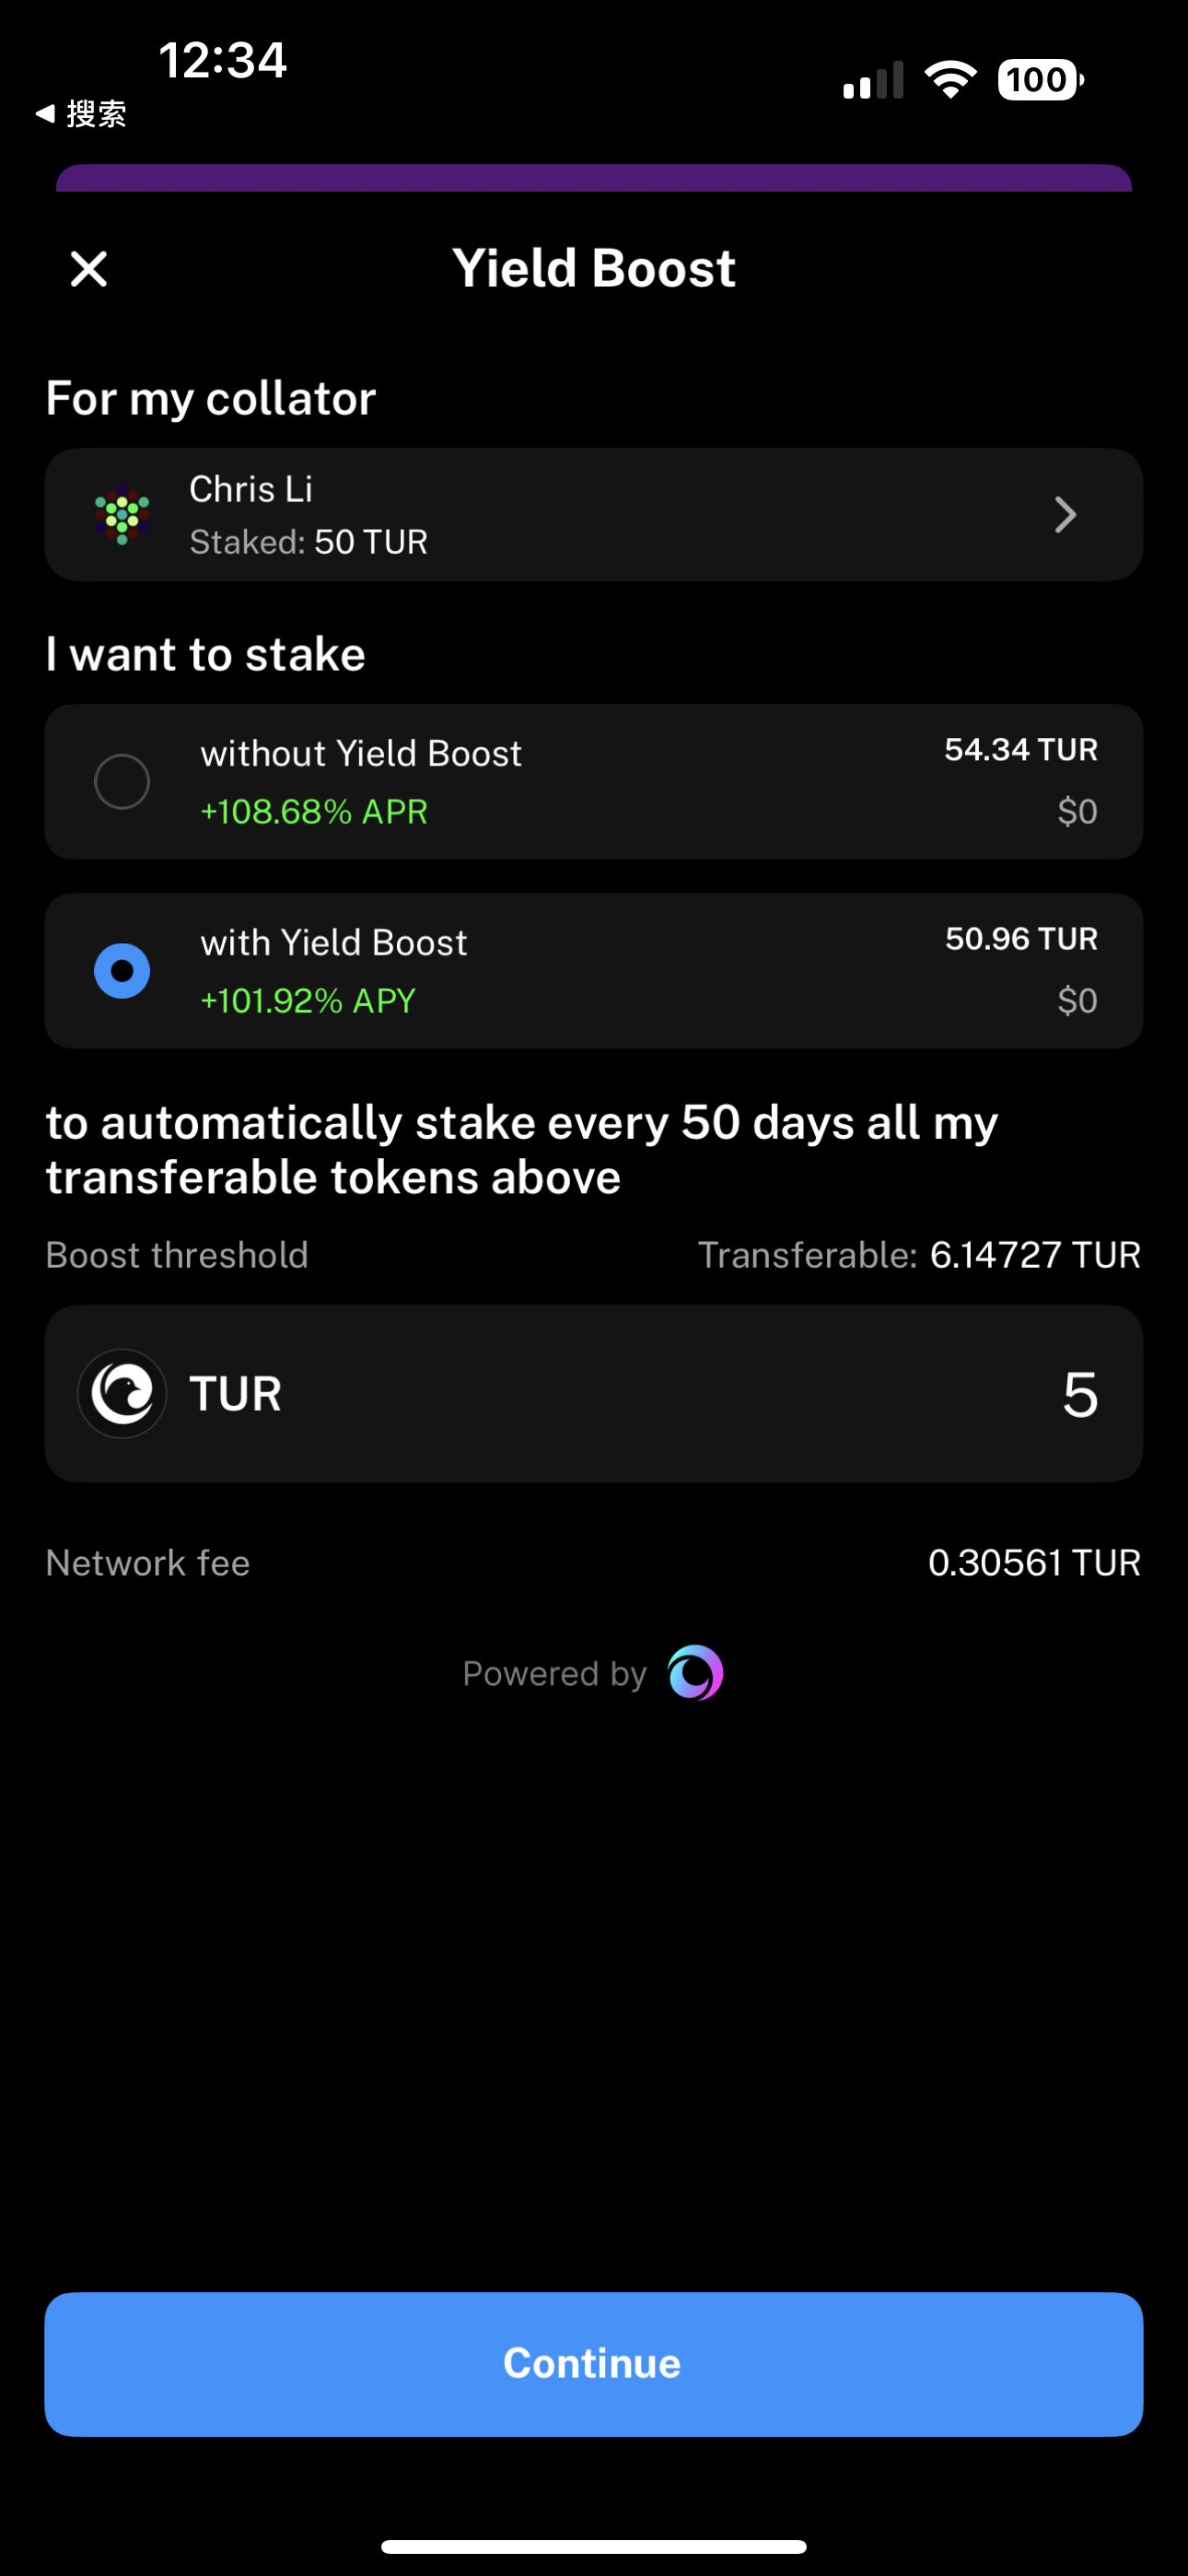 12:34
100
◀ 搜索
Yield Boost
For my collator
Chris Li
Staked: 50 TUR
I want to stake
without Yield Boost
54.34 TUR
+108.68% APR
$0
with Yield Boost
50.96 TUR
+101.92% APY
$0
to automatically stake every 50 days all my
transferable tokens above
Boost threshold
Transferable: 6.14727 TUR
TUR
5
Network fee
0.30561 TUR
Powered by
Continue